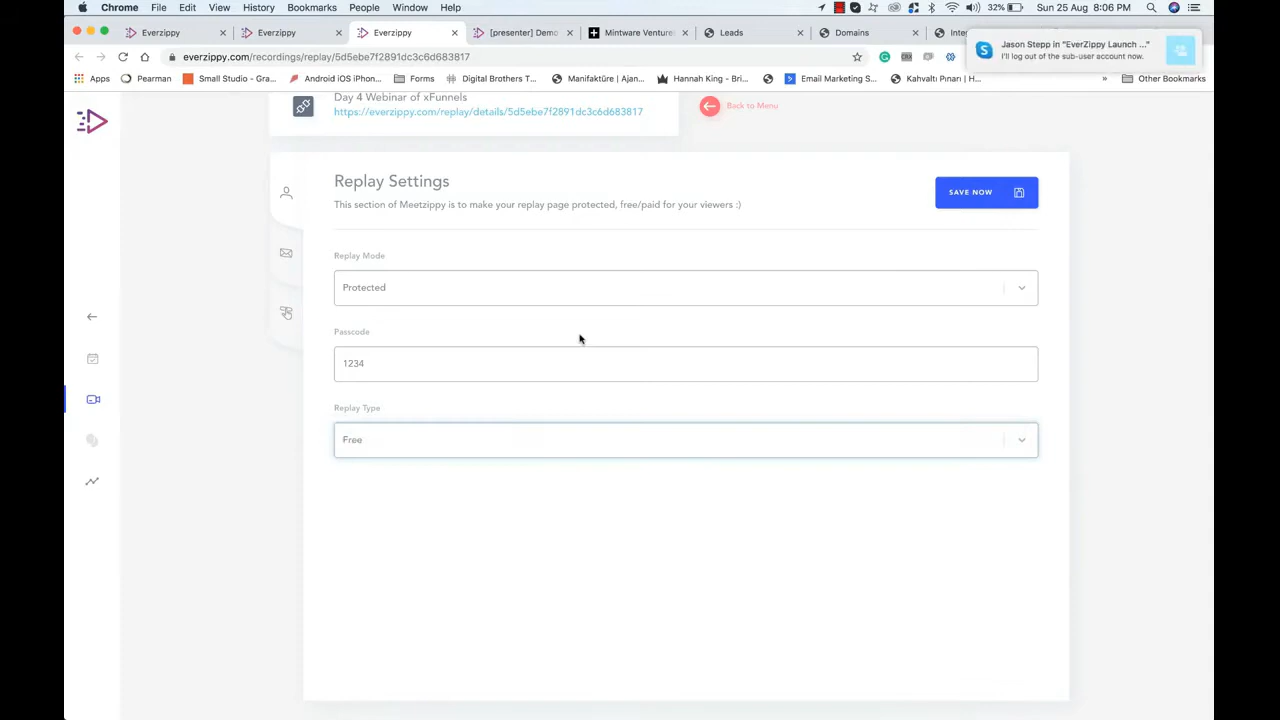 Chrome File Edit View History Bookmarks People Window Help 32% Sun 25 Aug 8:06 PM
Everzippy Everzippy Everzippy [presenter] Demo Mintware Venture Leads Domains
everzippy.com/recordings/replay/5d5ebe7f2891dc3c6d683817
Jason Stepp in "EverZippy Launch ..."
I'll log out of the sub-user account now.
Apps Pearman Small Studio - Gra... Android iOS iPhon... Forms Digital Brothers T... Manifaktüre | Ajan... Hannah King - Bri... Email Marketing S... Kahvaltı Pınarı | H... » Other Bookmarks
Day 4 Webinar of xFunnels
https://everzippy.com/replay/details/5d5ebe7f2891dc3c6d683817
Back to Menu
Replay Settings
SAVE NOW
This section of Meetzippy is to make your replay page protected, free/paid for your viewers :)
Replay Mode
Protected
Passcode
1234
Replay Type
Free